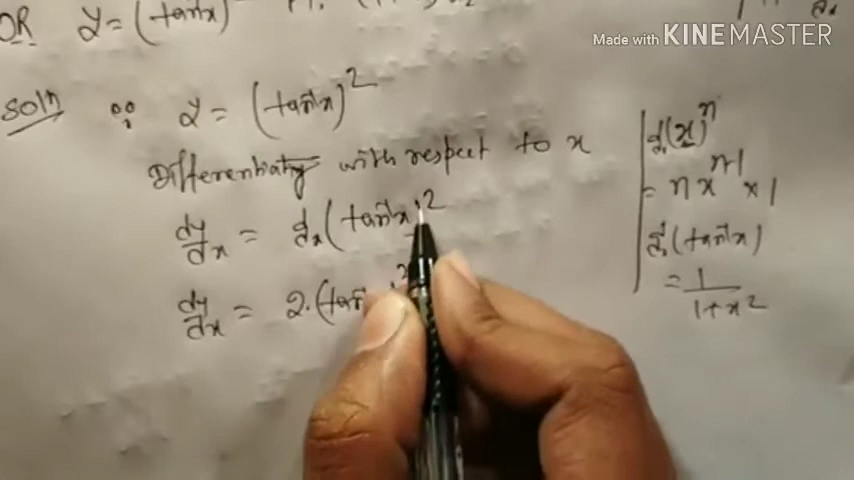 OR y = (tan⁻¹x)
Made with KINEMASTER
Soln ∵ y = (tan⁻¹x)²
Differentiating with respect to x
dy/dx = d/dx (tan⁻¹x)²
dy/dx = 2.(tan
d/dx (x)ⁿ
= n xⁿ⁻¹ x 1
d/dx (tan⁻¹x)
= 1/1+x²